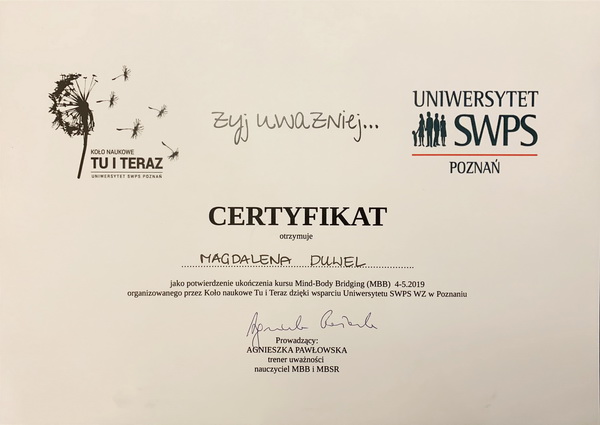 KOŁO NAUKOWE
TU I TERAZ
UNIWERSYTET SWPS POZNAŃ
żyj uważniej...
UNIWERSYTET
SWPS
POZNAŃ
CERTYFIKAT
otrzymuje
MAGDALENA DUWEL
jako potwierdzenie ukończenia kursu Mind-Body Bridging (MBB) 4-5.2019
organizowanego przez Koło naukowe Tu i Teraz dzięki wsparciu Uniwersytetu SWPS WZ w Poznaniu
Prowadzący:
AGNIESZKA PAWŁOWSKA
trener uważności
nauczyciel MBB i MBSR